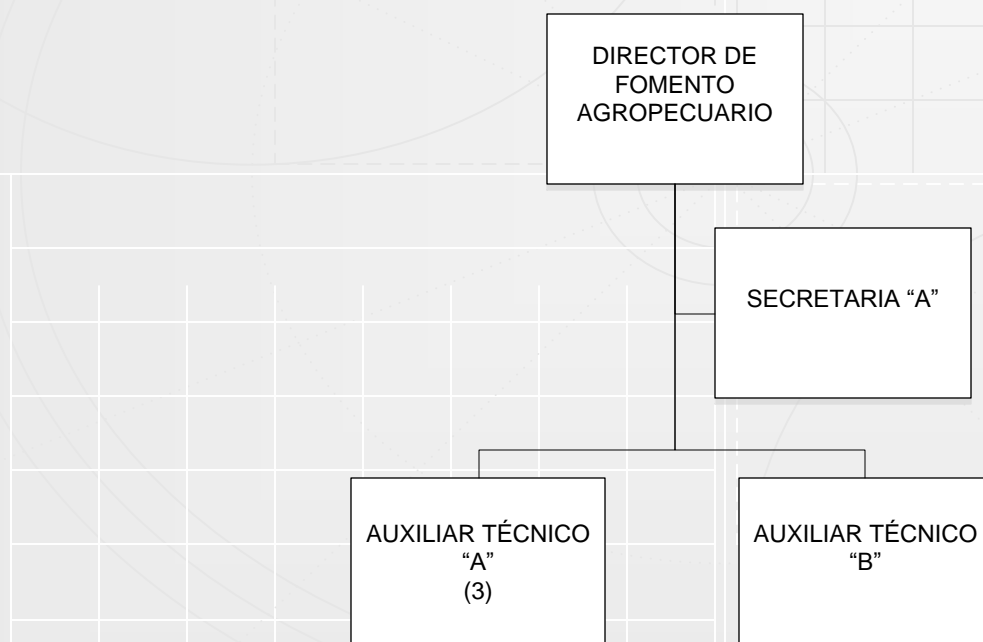 DIRECTOR DE
FOMENTO
AGROPECUARIO
SECRETARIA “A”
AUXILIAR TÉCNICO
“A”
(3)
AUXILIAR TÉCNICO
“B”